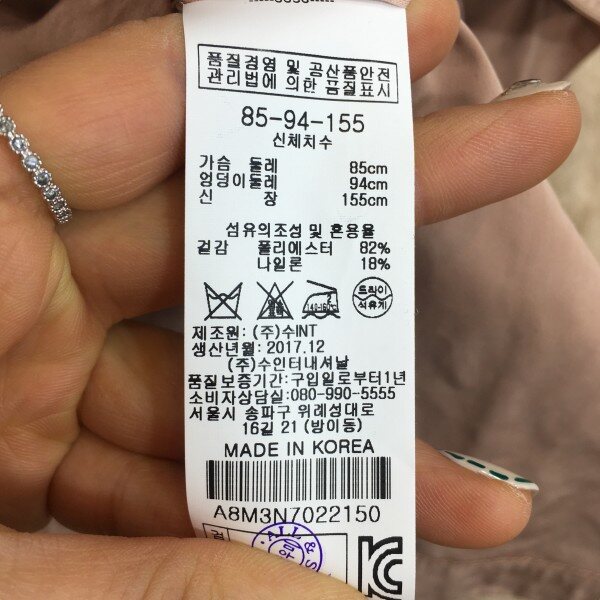 품질경영 및 공산품안전
관리법에 의한 품질표시
85-94-155
신체치수
가슴 둘레 85cm
엉덩이둘레 94cm
신 장 155cm
섬유의조성 및 혼용율
겉감 폴리에스터 82%
나일론 18%
드라이
석유계
제조원: (주)수INT
생산년월: 2017.12
(주)수인터내셔날
품질보증기간:구입일로부터1년
소비자상담실:080-990-5555
서울시 송파구 위례성대로
16길 21 (방이동)
MADE IN KOREA
A8M3N7022150